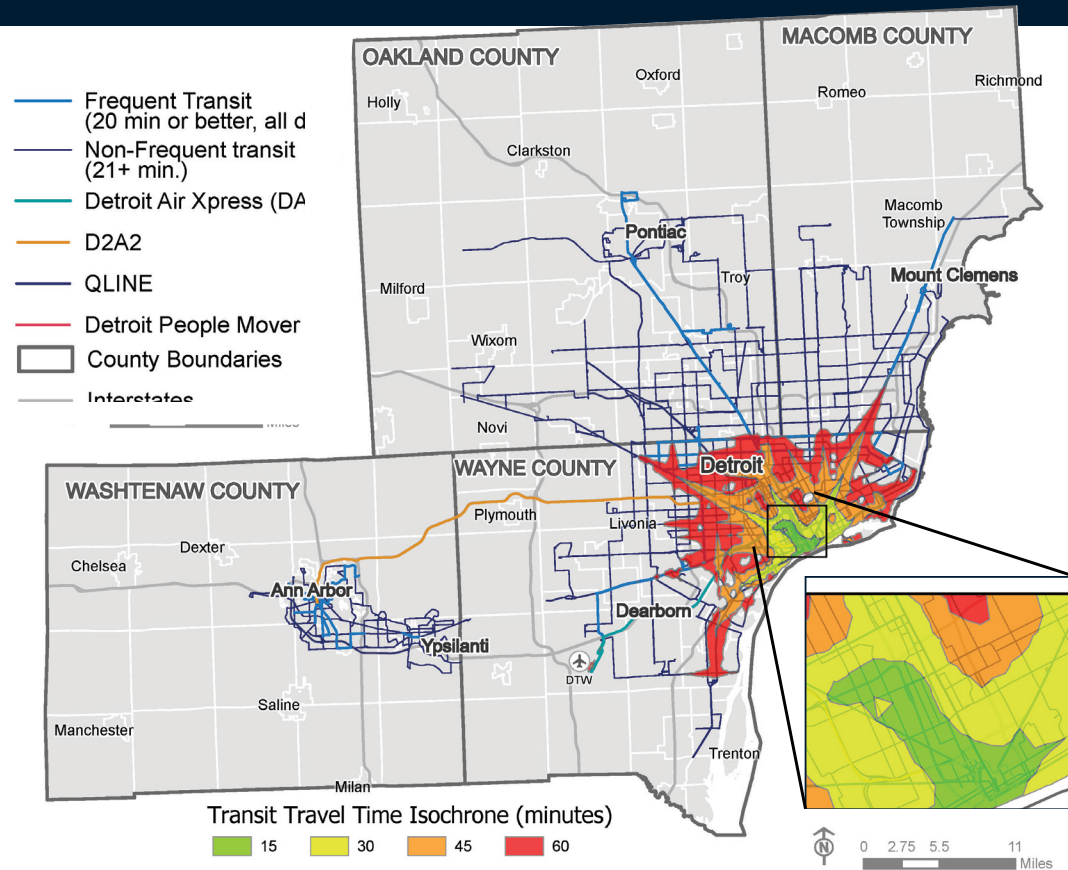 OAKLAND COUNTY
MACOMB COUNTY
Oxford
Richmond
Holly
Romeo
Frequent Transit
(20 min or better, all d
Non-Frequent transit
(21+ min.)
Detroit Air Xpress (DA
D2A2
QLINE
Detroit People Mover
County Boundaries
Interstates
Miles
Clarkston
Macomb
Township
Pontiac
Troy
Mount Clemens
Milford
Wixom
Novi
Detroit
WAYNE COUNTY
WASHTENAW COUNTY
Plymouth
Livonia
Dexter
Chelsea
Ann Arbor
Dearborn
Ypsilanti
DTW
Saline
Manchester
Trenton
Milan
Transit Travel Time Isochrone (minutes)
15 30 45 60
N
0 2.75 5.5 11
Miles